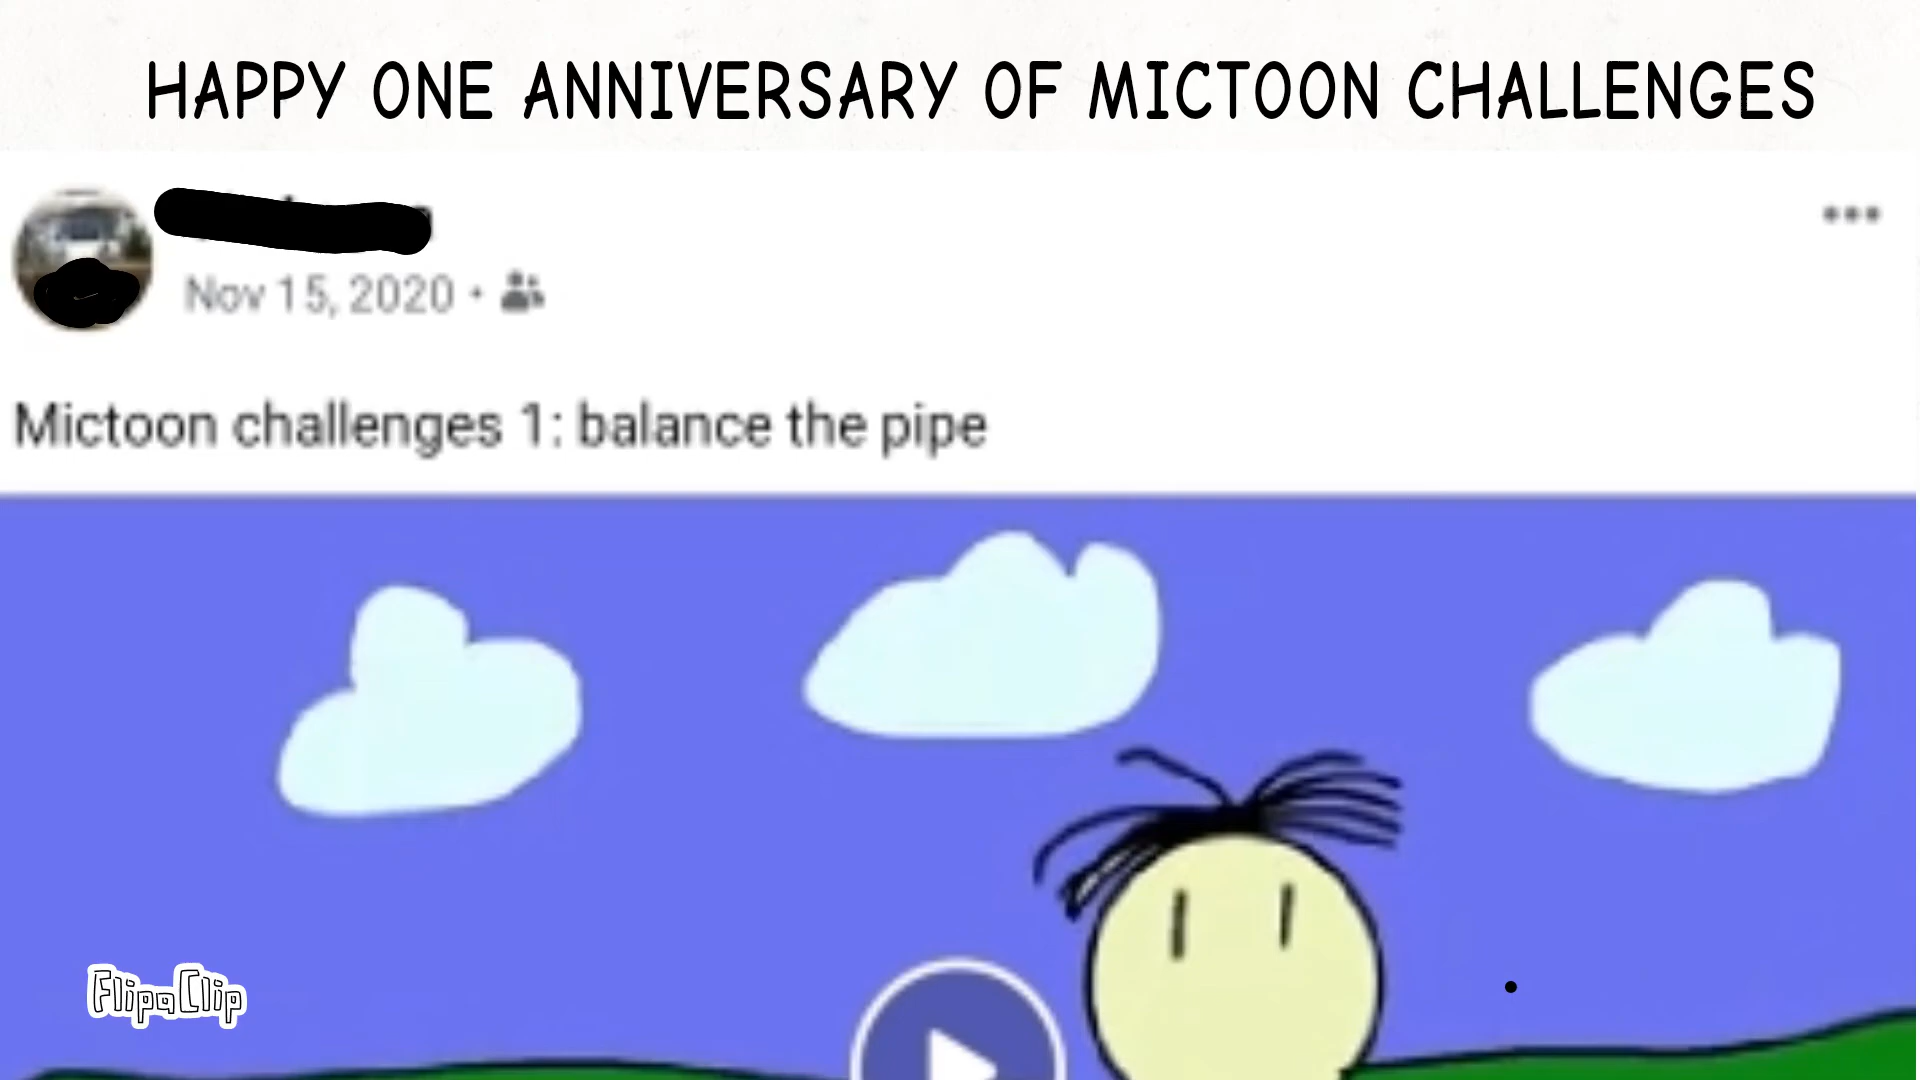 HAPPY ONE ANNIVERSARY OF MICTOON CHALLENGES
Nov 15, 2020
Mictoon challenges 1: balance the pipe
FlipaClip